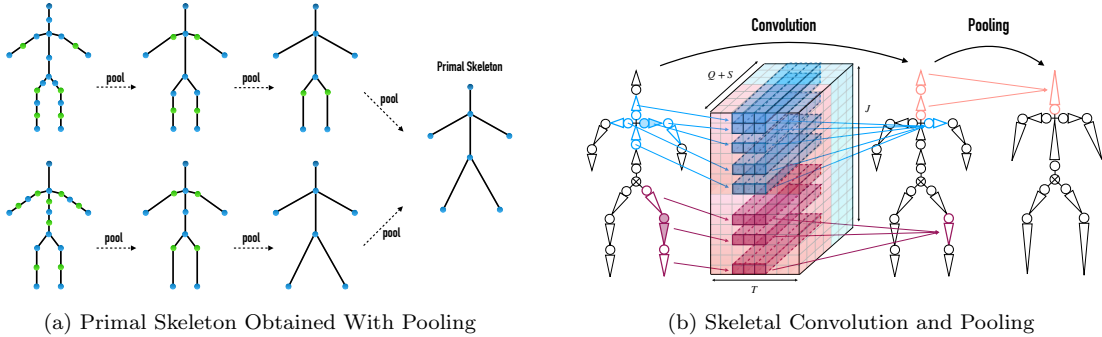 pool
pool
Primal Skeleton
pool
pool
pool
pool
(a) Primal Skeleton Obtained With Pooling
Convolution
Pooling
Q + S
J
T
(b) Skeletal Convolution and Pooling